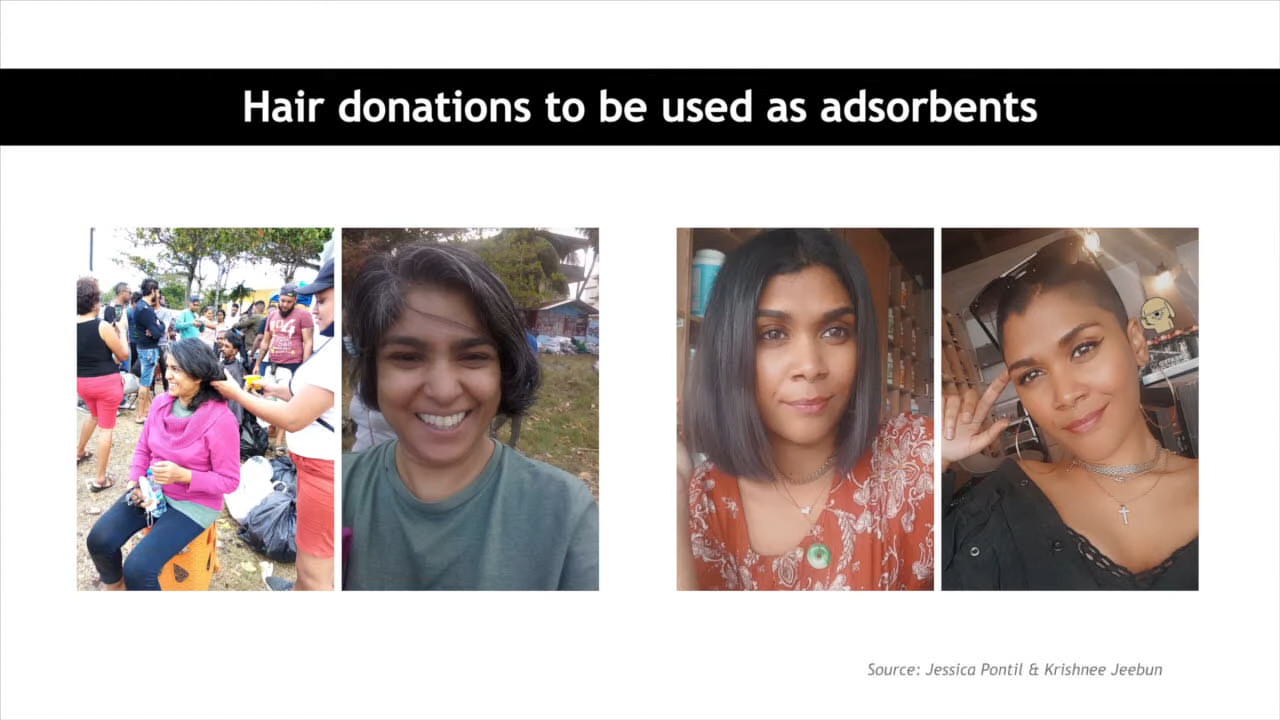 Hair donations to be used as adsorbents
Source: Jessica Pontil & Krishnee Jeebun